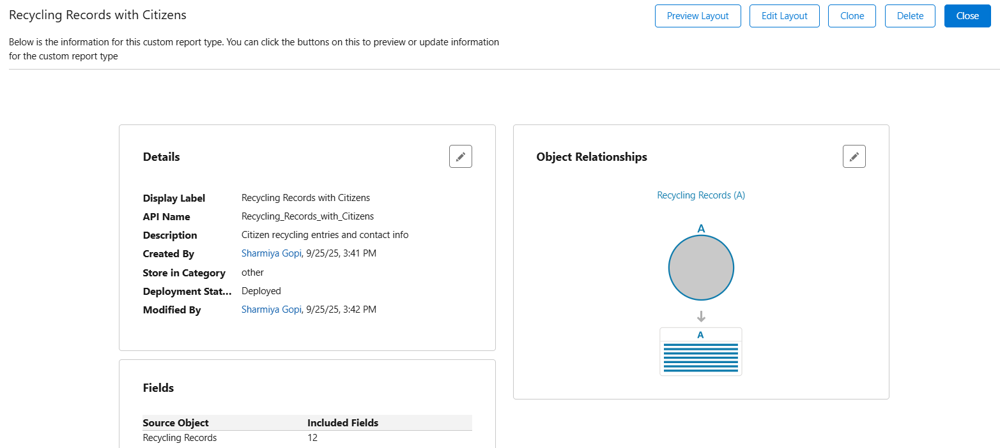 Recycling Records with Citizens
Preview Layout
Edit Layout
Clone
Delete
Close
Below is the information for this custom report type. You can click the buttons on this to preview or update information
for the custom report type
Details
Display Label Recycling Records with Citizens
API Name Recycling_Records_with_Citizens
Description Citizen recycling entries and contact info
Created By Sharmiya Gopi, 9/25/25, 3:41 PM
Store in Category other
Deployment Stat... Deployed
Modified By Sharmiya Gopi, 9/25/25, 3:42 PM
Object Relationships
Recycling Records (A)
A
A
Fields
Source Object Included Fields
Recycling Records 12